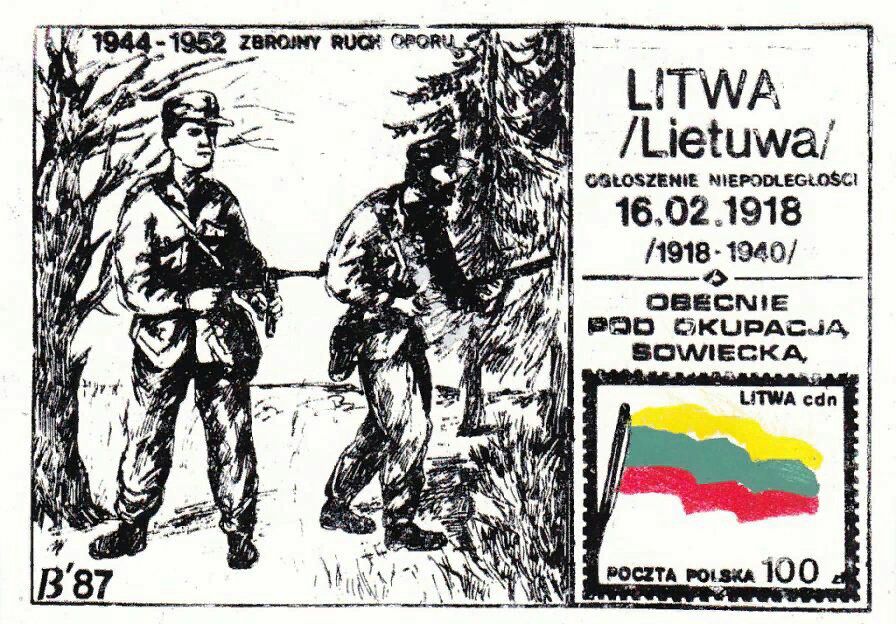 1944-1952 ZBROJNY RUCH OPORU
LITWA
/Lietuwa/
OGŁOSZENIE NIEPODLEGŁOŚCI
16.02.1918
/1918-1940/
OBECNIE
POD OKUPACJĄ
SOWIECKĄ
LITWA cdn
POCZTA POLSKA 100 zł
B'87